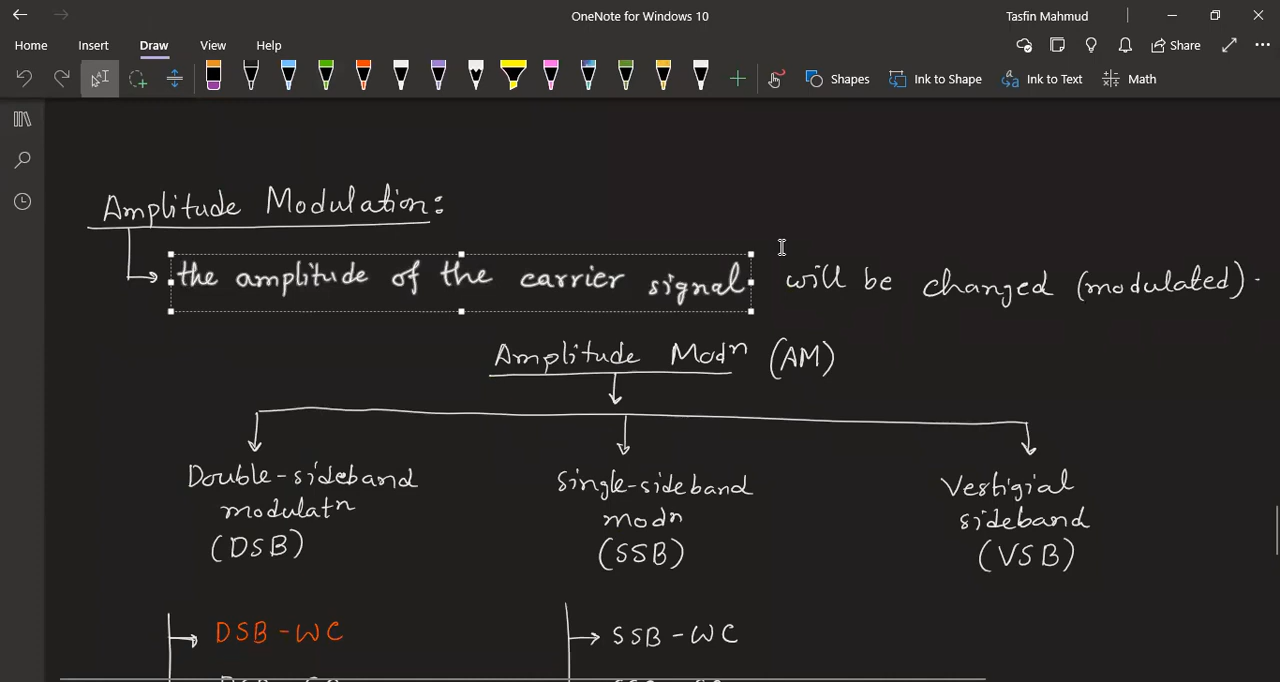 OneNote for Windows 10
Tasfin Mahmud
Home Insert Draw View Help
Share
Shapes Ink to Shape Ink to Text Math
Amplitude Modulation:
the amplitude of the carrier signal will be changed (modulated).
Amplitude Modn (AM)
Double-sideband
modulatn
(DSB)
Single-sideband
modn
(SSB)
Vestigial
sideband
(VSB)
DSB-WC
SSB-WC